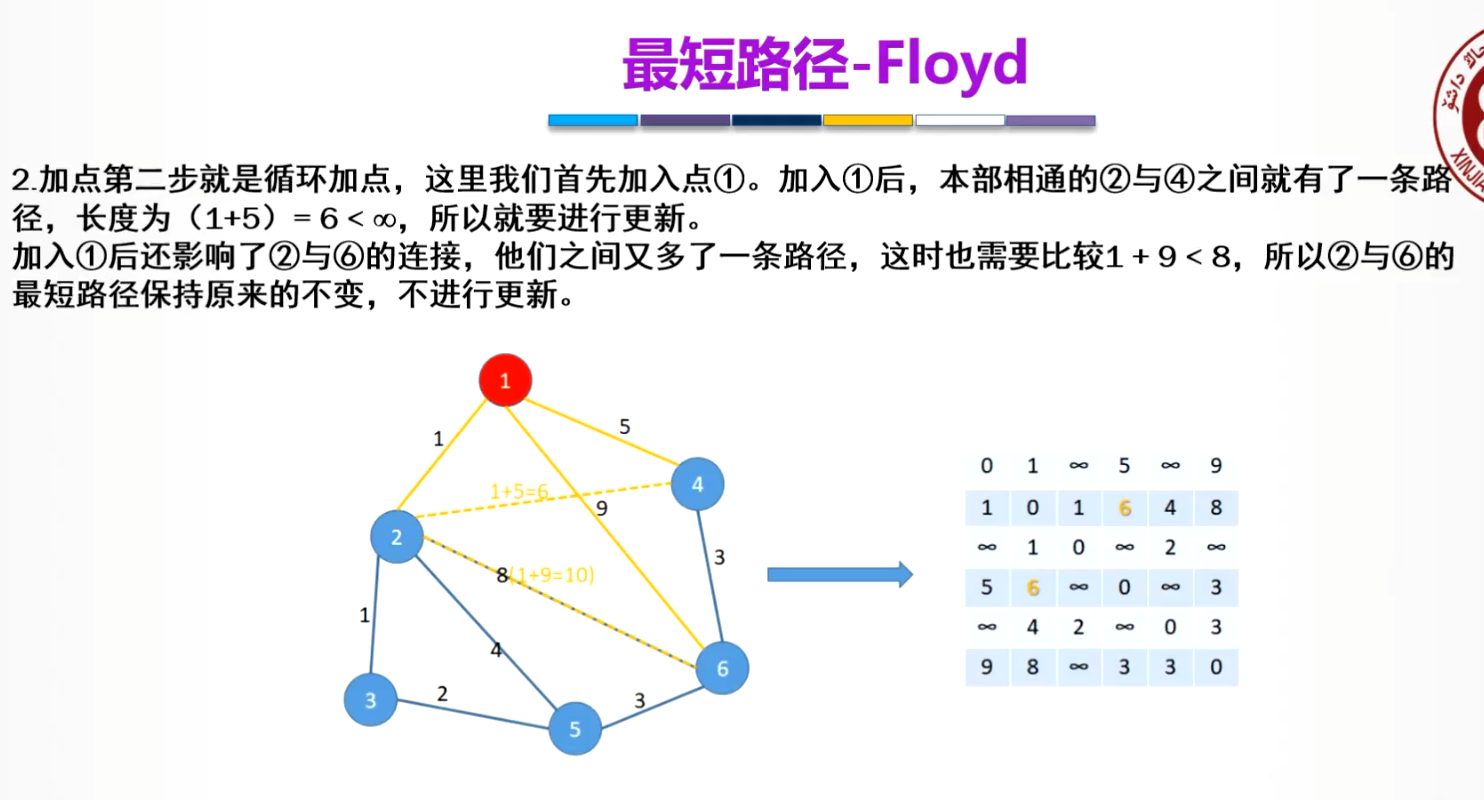 最短路径-Floyd
2.加点第二步就是循环加点，这里我们首先加入点①。加入①后，本部相通的②与④之间就有了一条路
径，长度为（1+5）= 6 < ∞，所以就要进行更新。
加入①后还影响了②与⑥的连接，他们之间又多了一条路径，这时也需要比较1 + 9 < 8，所以②与⑥的
最短路径保持原来的不变，不进行更新。
1
1
5
4
1+5=6
9
2
3
8(1+9=10)
1
4
6
3
2
3
5
0 1 ∞ 5 ∞ 9
1 0 1 6 4 8
∞ 1 0 ∞ 2 ∞
5 6 ∞ 0 ∞ 3
∞ 4 2 ∞ 0 3
9 8 ∞ 3 3 0